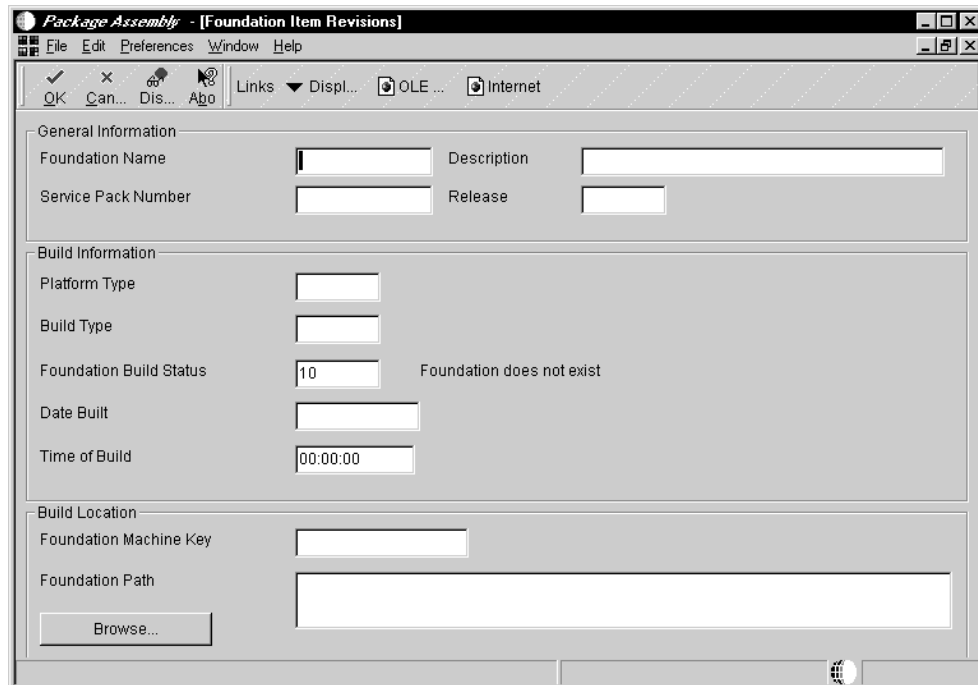 Package Assembly - [Foundation Item Revisions]
File Edit Preferences Window Help
OK Can... Dis... Abo Links Displ... OLE ... Internet
General Information
Foundation Name Description
Service Pack Number Release
Build Information
Platform Type
Build Type
Foundation Build Status 10 Foundation does not exist
Date Built
Time of Build 00:00:00
Build Location
Foundation Machine Key
Foundation Path
Browse...